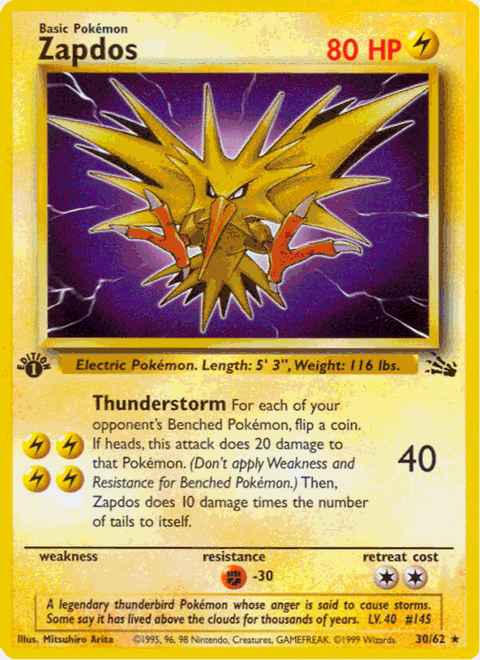 Basic Pokémon
Zapdos 80 HP
EDITION
1
Electric Pokémon. Length: 5' 3", Weight: 116 lbs.
Thunderstorm For each of your
opponent's Benched Pokémon, flip a coin.
If heads, this attack does 20 damage to
that Pokémon. (Don't apply Weakness and
Resistance for Benched Pokémon.) Then,
Zapdos does 10 damage times the number
of tails to itself.
40
weakness resistance retreat cost
-30
A legendary thunderbird Pokémon whose anger is said to cause storms.
Some say it has lived above the clouds for thousands of years. LV. 40 #145
Illus. Mitsuhiro Arita ©1995, 96, 98 Nintendo, Creatures, GAMEFREAK. ©1999 Wizards. 30/62 ★